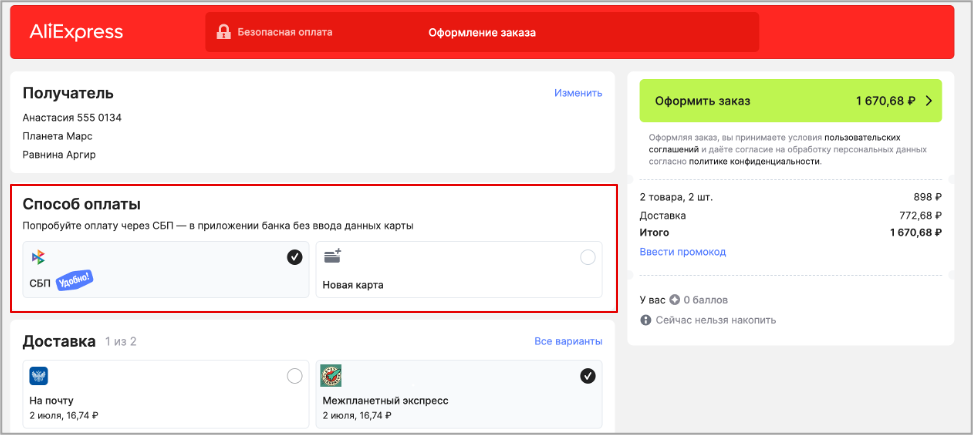 AliExpress
Безопасная оплата
Оформление заказа
Получатель
Изменить
Анастасия 555 0134
Планета Марс
Равнина Аргир
Способ оплаты
Попробуйте оплату через СБП — в приложении банка без ввода данных карты
СБП Удобно!
Новая карта
Доставка 1 из 2
Все варианты
На почту
2 июля, 16,74 ₽
Межпланетный экспресс
2 июля, 16,74 ₽
Оформить заказ 1 670,68 ₽
Оформляя заказ, вы принимаете условия пользовательских
соглашений и даёте согласие на обработку персональных данных
согласно политике конфиденциальности.
2 товара, 2 шт. 898 ₽
Доставка 772,68 ₽
Итого 1 670,68 ₽
Ввести промокод
У вас 0 баллов
Сейчас нельзя накопить